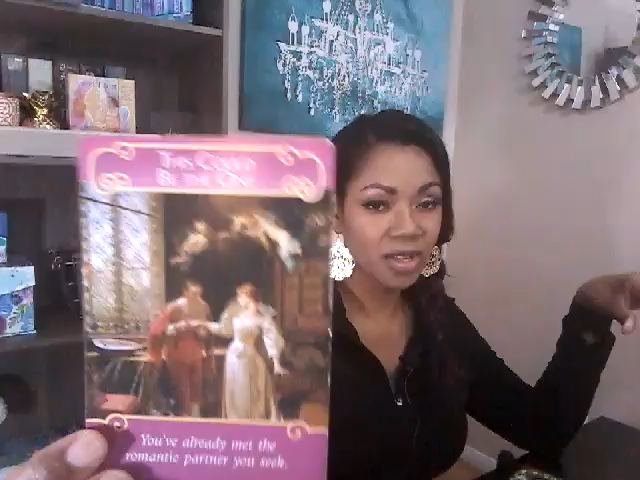 This Could
Be the One
You've already met the
romantic partner you seek.